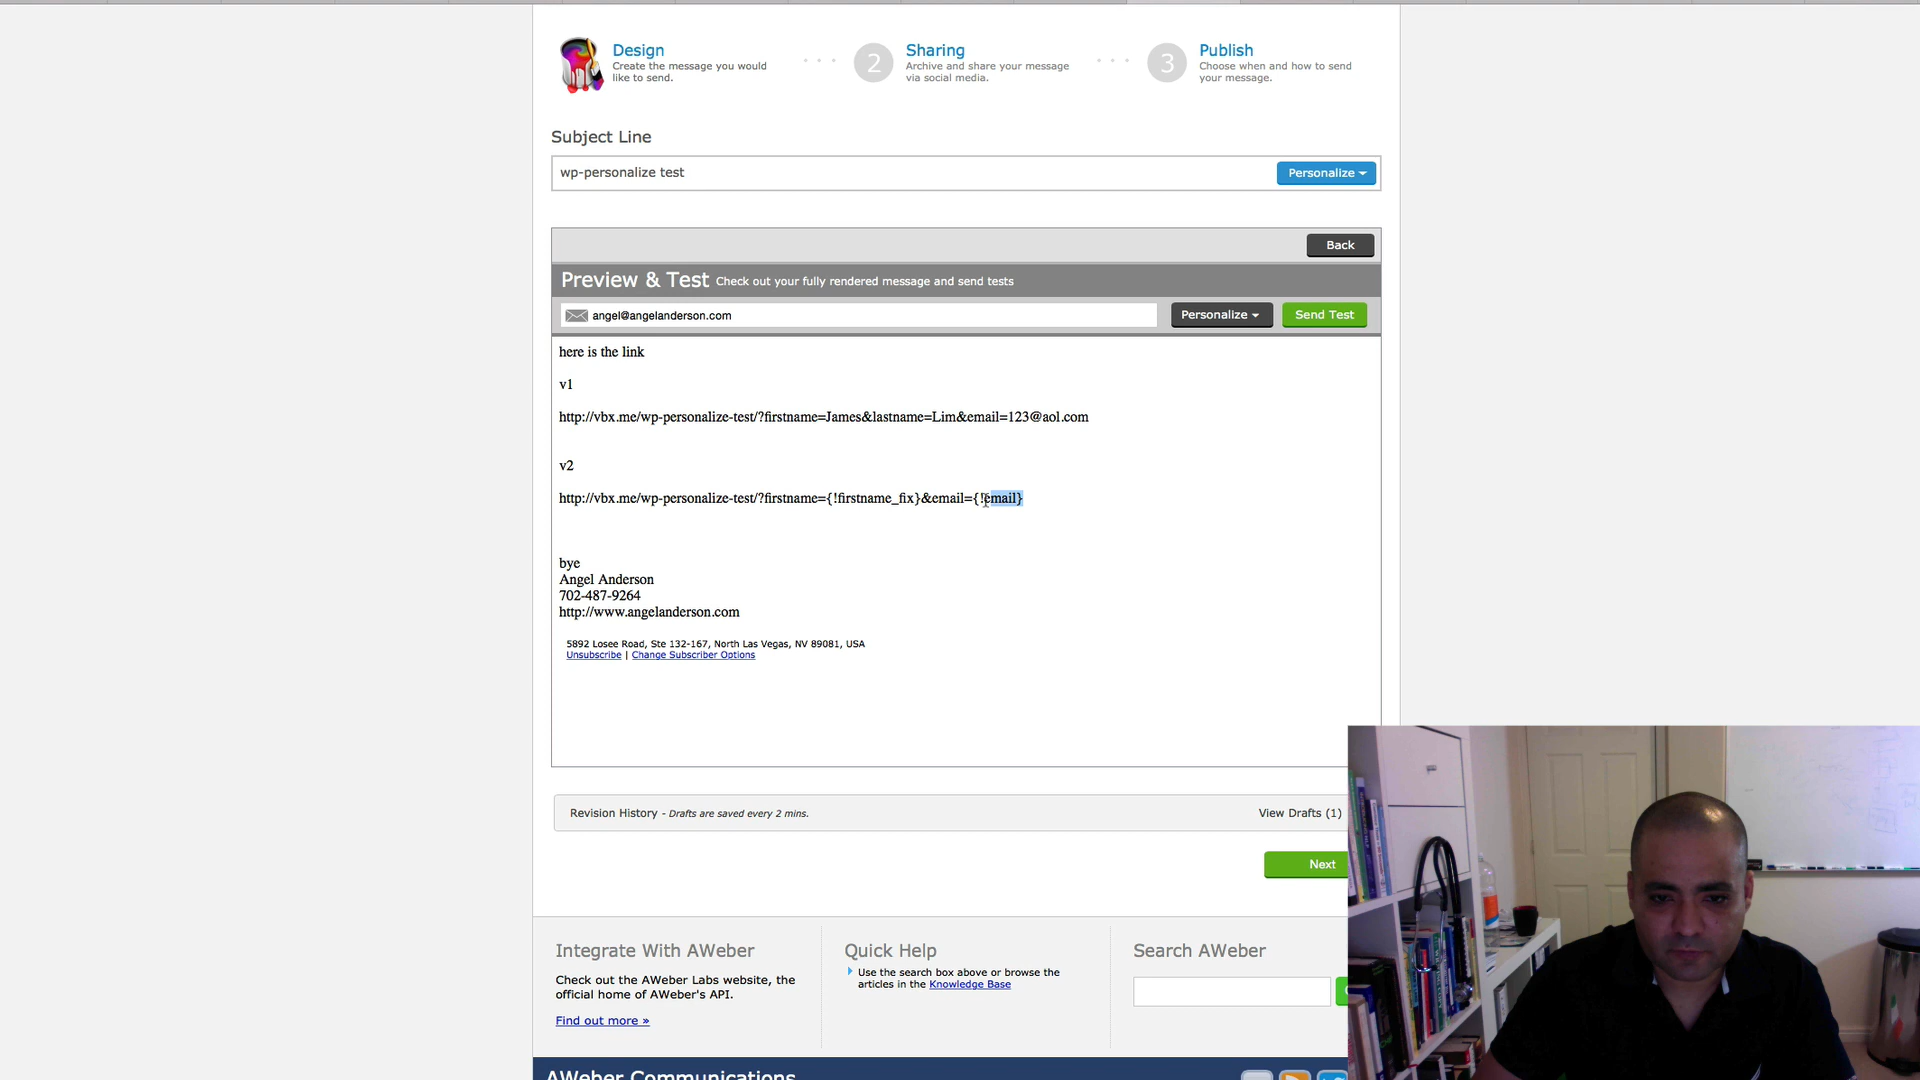 Design
Create the message you would
like to send.
2
Sharing
Archive and share your message
via social media.
3
Publish
Choose when and how to send
your message.
Subject Line
wp-personalize test
Personalize
Back
Preview & Test Check out your fully rendered message and send tests
angel@angelanderson.com
Personalize
Send Test
here is the link
v1
http://vbx.me/wp-personalize-test/?firstname=James&lastname=Lim&email=123@aol.com
v2
http://vbx.me/wp-personalize-test/?firstname={!firstname_fix}&email={!email}
bye
Angel Anderson
702-487-9264
http://www.angelanderson.com
5892 Losee Road, Ste 132-167, North Las Vegas, NV 89081, USA
Unsubscribe | Change Subscriber Options
Revision History - Drafts are saved every 2 mins.
View Drafts (1)
Next
Integrate With AWeber
Check out the AWeber Labs website, the
official home of AWeber's API.
Find out more »
Quick Help
Use the search box above or browse the
articles in the Knowledge Base
Search AWeber
AWeber Communications